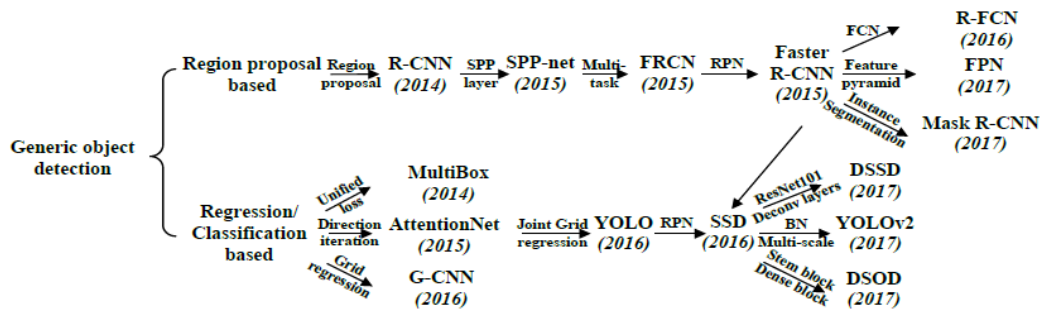 Generic object
detection
Region proposal
based
Region
proposal
R-CNN
(2014)
SPP
layer
SPP-net
(2015)
Multi-
task
FRCN
(2015)
RPN
Faster
R-CNN
(2015)
FCN
R-FCN
(2016)
Feature
pyramid
FPN
(2017)
Instance
Segmentation
Mask R-CNN
(2017)
Regression/
Classification
based
Unified
loss
MultiBox
(2014)
Direction
iteration
AttentionNet
(2015)
Grid
regression
G-CNN
(2016)
Joint Grid
regression
YOLO
(2016)
RPN
SSD
(2016)
ResNet101
Deconv layers
DSSD
(2017)
BN
Multi-scale
YOLOv2
(2017)
Stem block
Dense block
DSOD
(2017)